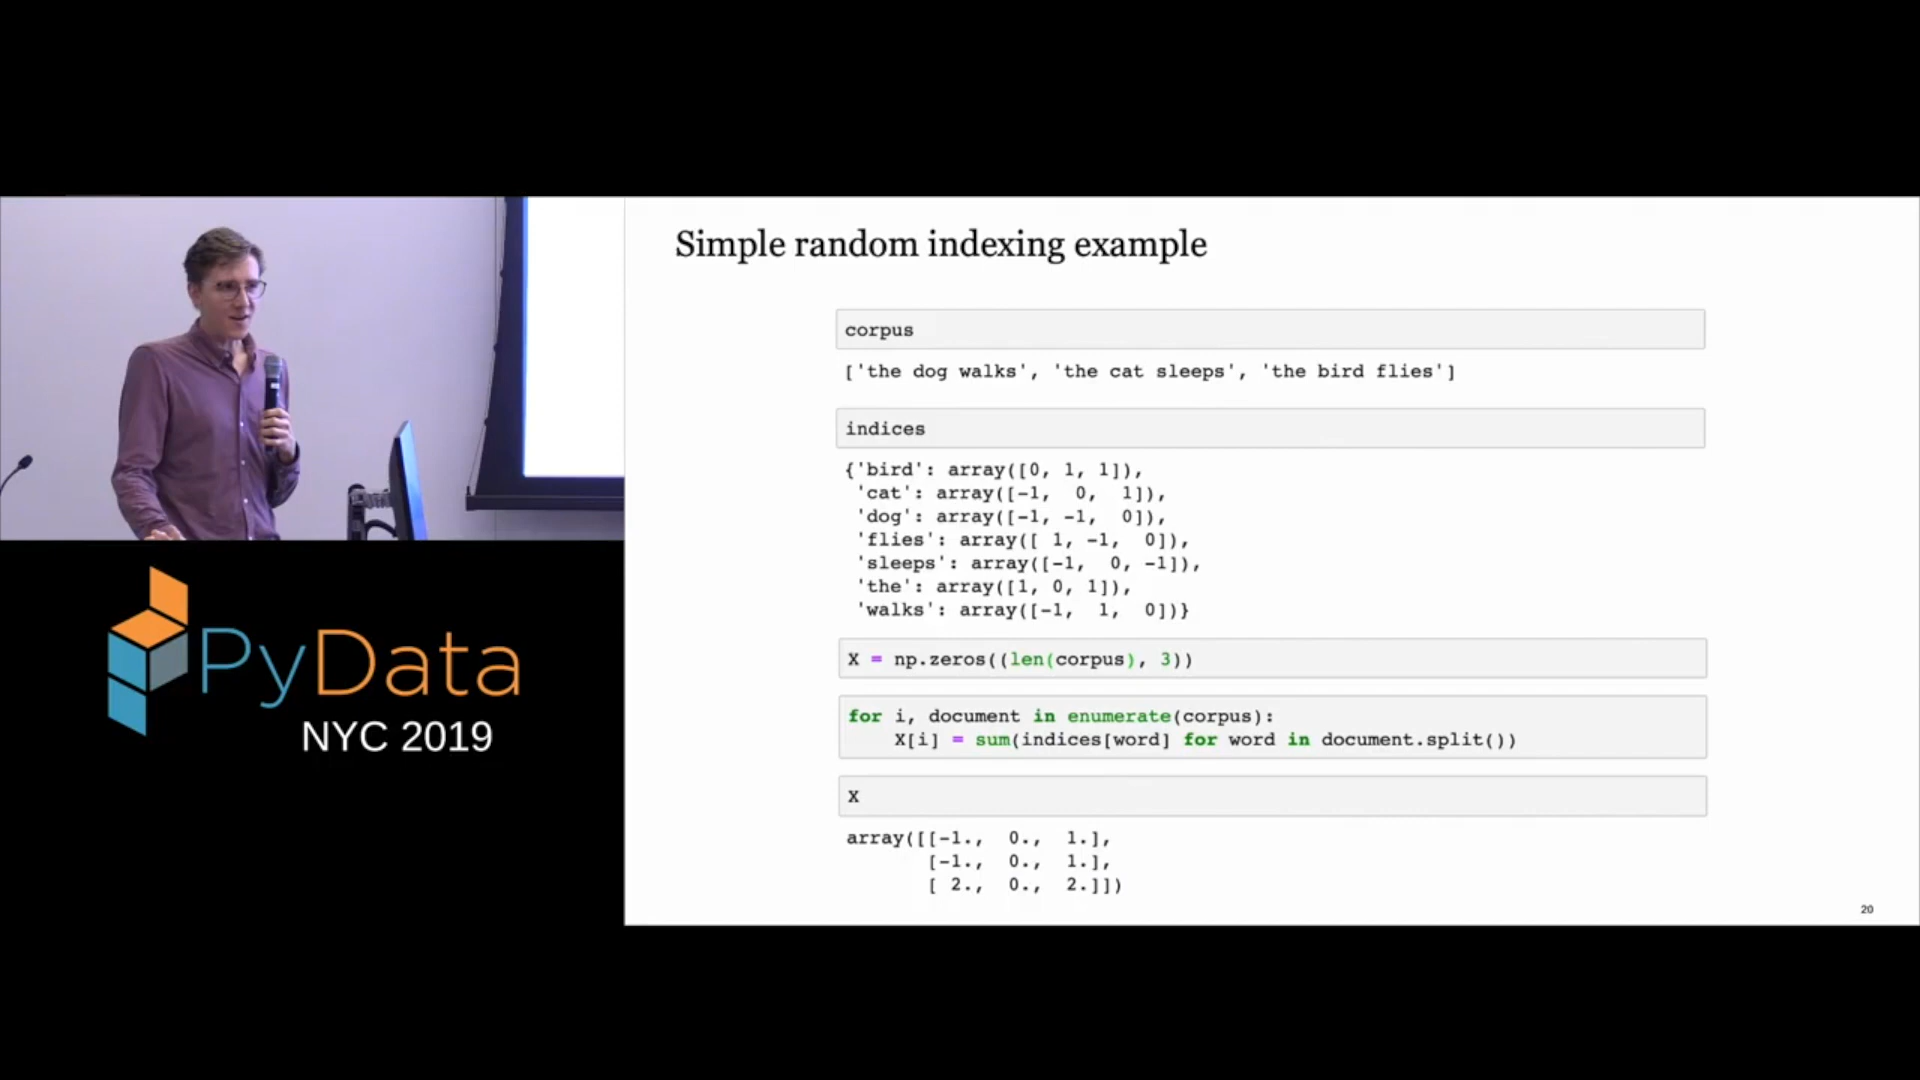 Simple random indexing example
corpus
['the dog walks', 'the cat sleeps', 'the bird flies']
indices
{'bird': array([0, 1, 1]),
 'cat': array([-1,  0,  1]),
 'dog': array([-1, -1,  0]),
 'flies': array([ 1, -1,  0]),
 'sleeps': array([-1,  0, -1]),
 'the': array([1, 0, 1]),
 'walks': array([-1,  1,  0])}
X = np.zeros((len(corpus), 3))
for i, document in enumerate(corpus):
    X[i] = sum(indices[word] for word in document.split())
X
array([[-1.,  0.,  1.],
       [-1.,  0.,  1.],
       [ 2.,  0.,  2.]])
20
PyData
NYC 2019